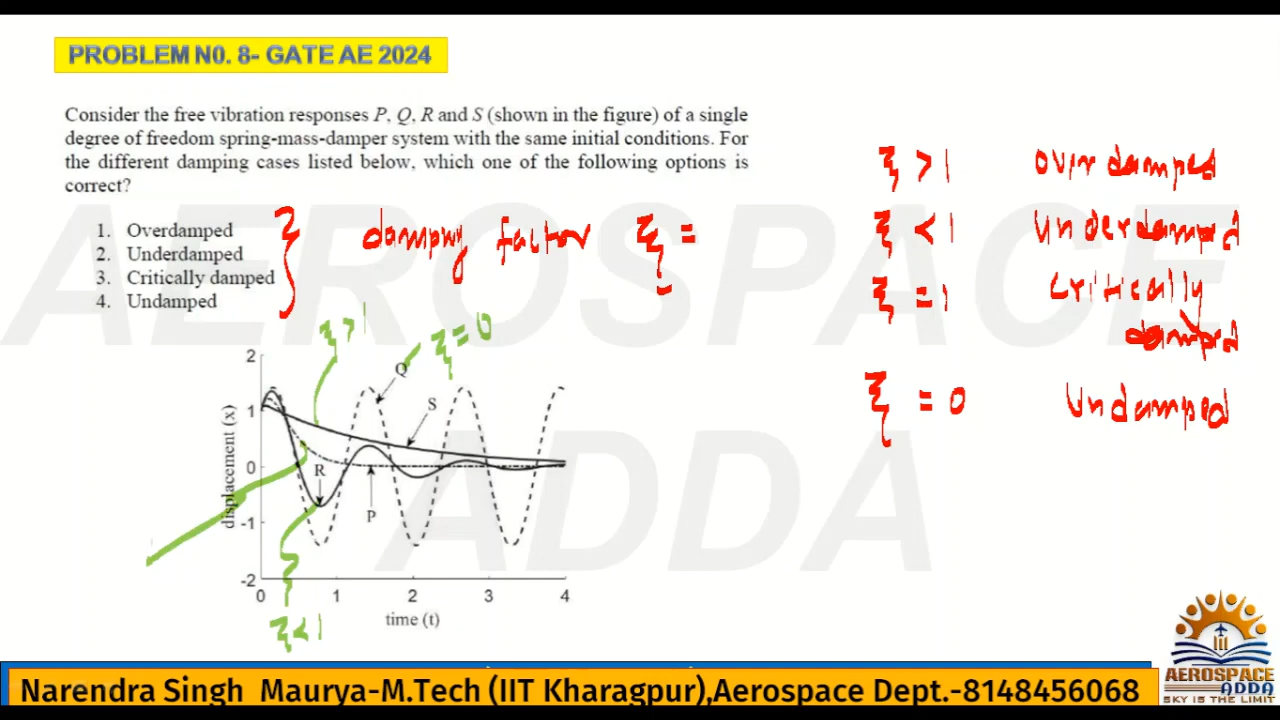 PROBLEM N0. 8- GATE AE 2024
Consider the free vibration responses P, Q, R and S (shown in the figure) of a single
degree of freedom spring-mass-damper system with the same initial conditions. For
the different damping cases listed below, which one of the following options is
correct?
1. Overdamped
2. Underdamped
3. Critically damped
4. Undamped
damping factor ξ =
ξ > 1 overdamped
ξ < 1 Underdamped
ξ = 1 critically
damped
ξ = 0 Undamped
AEROSPACE
ADDA
ξ > 1
ξ = 0
2
1
0
-1
-2
displacement (x)
Q
S
R
P
0 1 2 3 4
time (t)
ξ < 1
Narendra Singh Maurya-M.Tech (IIT Kharagpur),Aerospace Dept.-8148456068
AEROSPACE
ADDA
SKY IS THE LIMIT